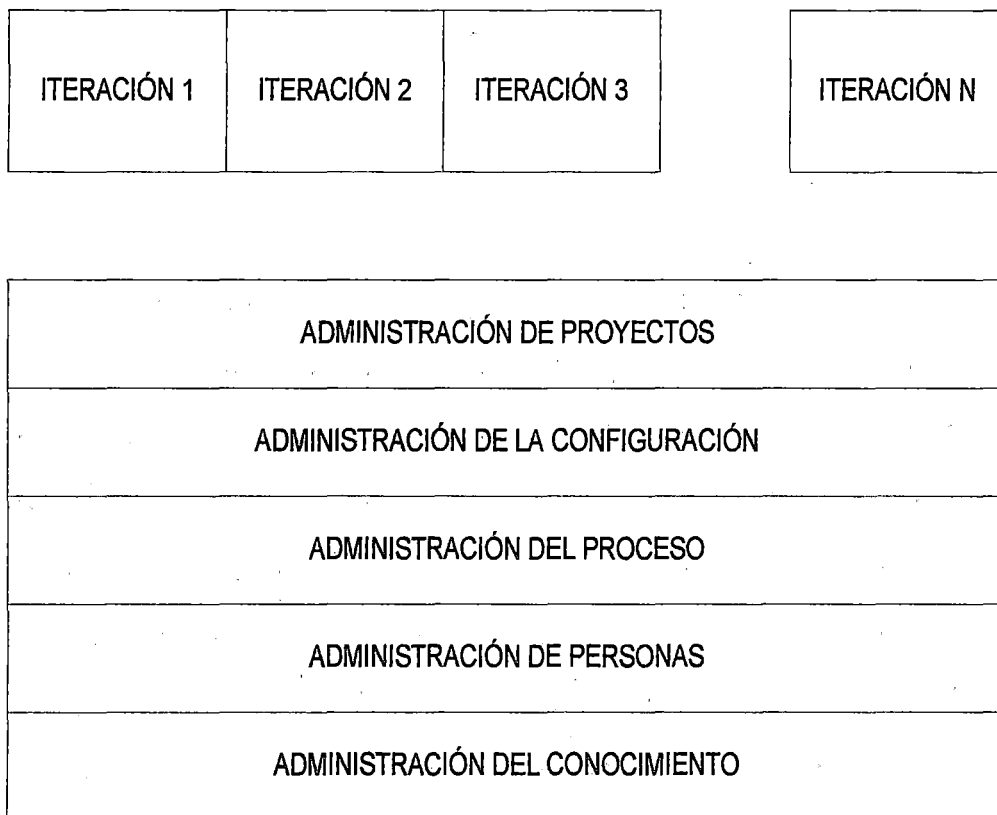 ITERACIÓN 1
ITERACIÓN 2
ITERACIÓN 3
ITERACIÓN N
ADMINISTRACIÓN DE PROYECTOS
ADMINISTRACIÓN DE LA CONFIGURACIÓN
ADMINISTRACIÓN DEL PROCESO
ADMINISTRACIÓN DE PERSONAS
ADMINISTRACIÓN DEL CONOCIMIENTO